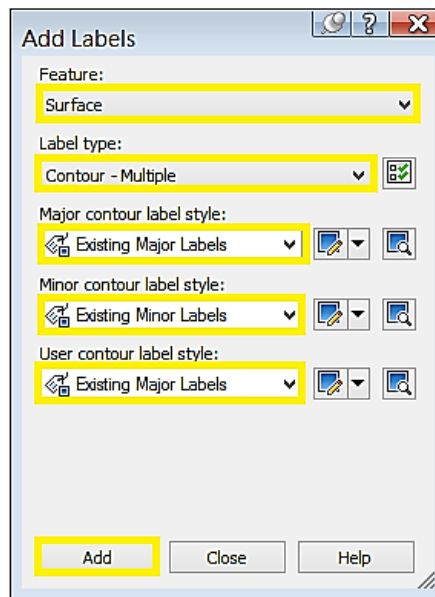 Add Labels
?
Feature:
Surface
Label type:
Contour - Multiple
Major contour label style:
Existing Major Labels
Minor contour label style:
Existing Minor Labels
User contour label style:
Existing Major Labels
Add Close Help